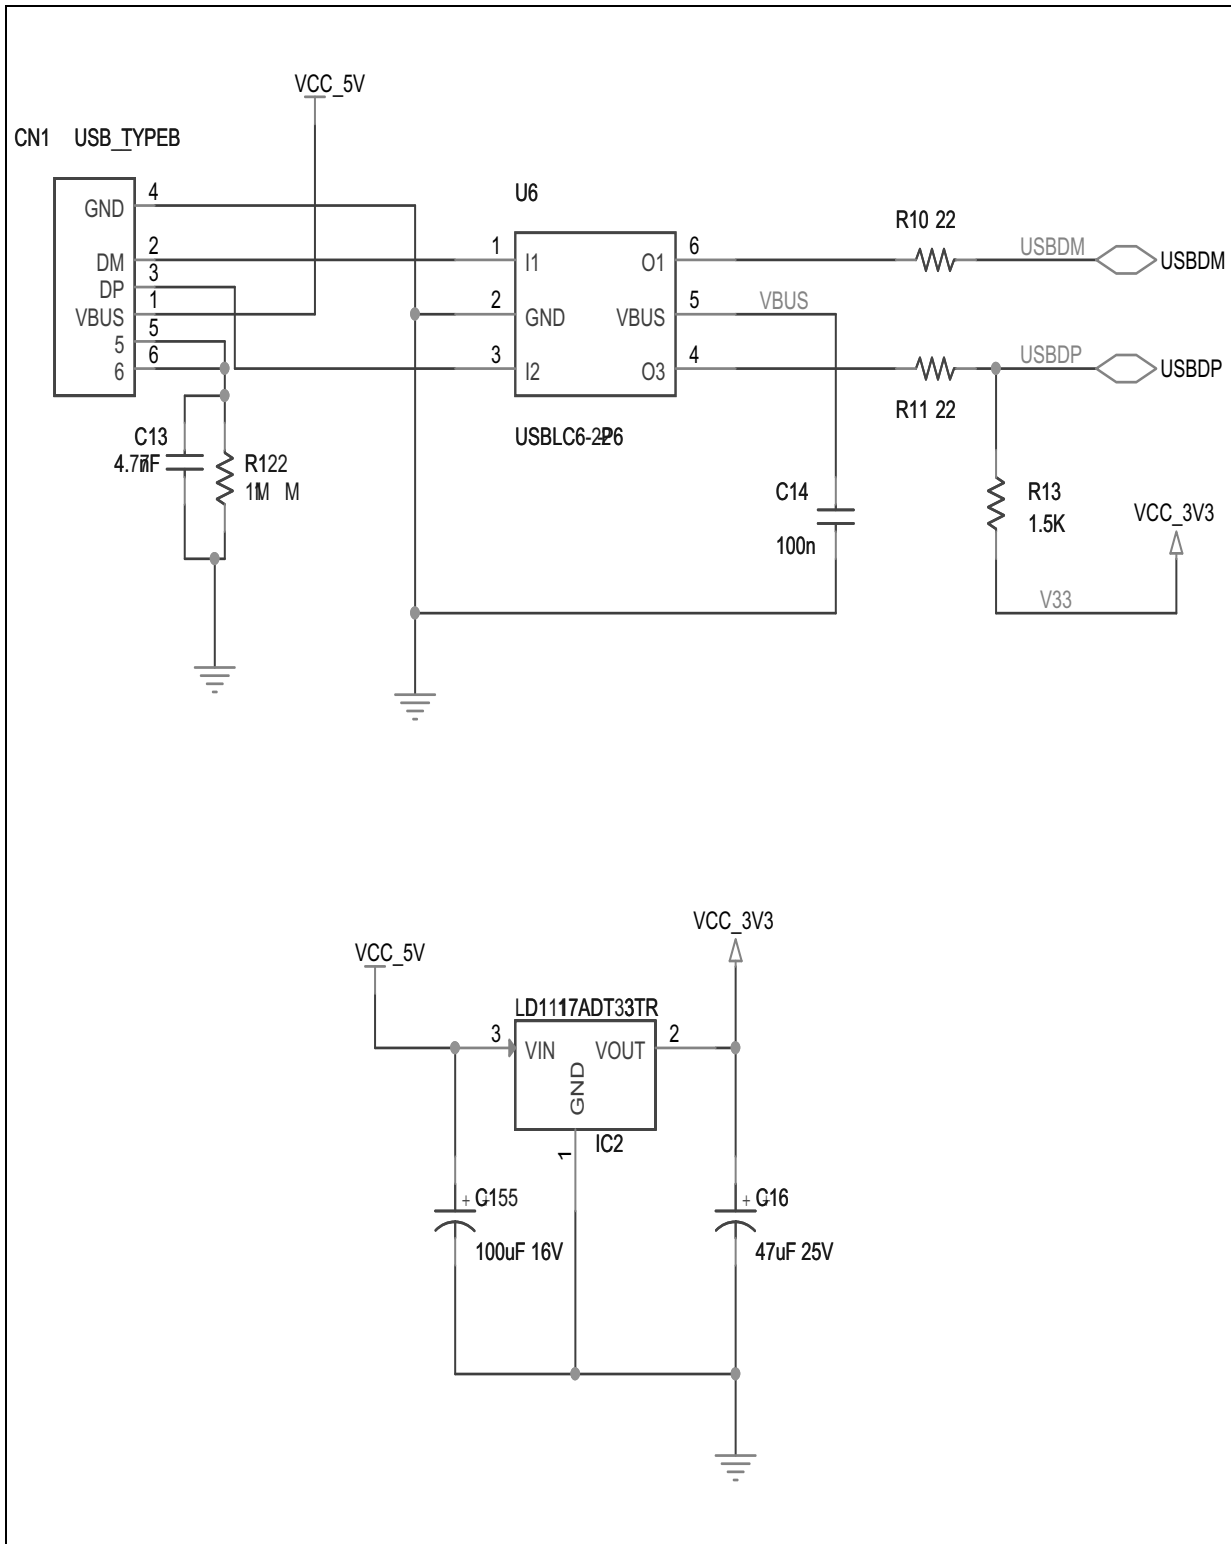 VCC_5V
CN1 USB_TYPEB
4
GND
U6
R10 22
2
DM
1
I1
O1
6
USBDM
USBDM
3
DP
1
VBUS
2
GND
VBUS
5
VBUS
5
5
6
6
3
I2
O3
4
USBDP
USBDP
R11 22
C13
USBLC6-2P6
R12
1M
C14
100n
R13
1.5K
VCC_3V3
V33
VCC_3V3
VCC_5V
LD1117ADT33TR
3
VIN
VOUT
2
GND
1
IC2
+ C15
100uF 16V
+ C16
47uF 25V